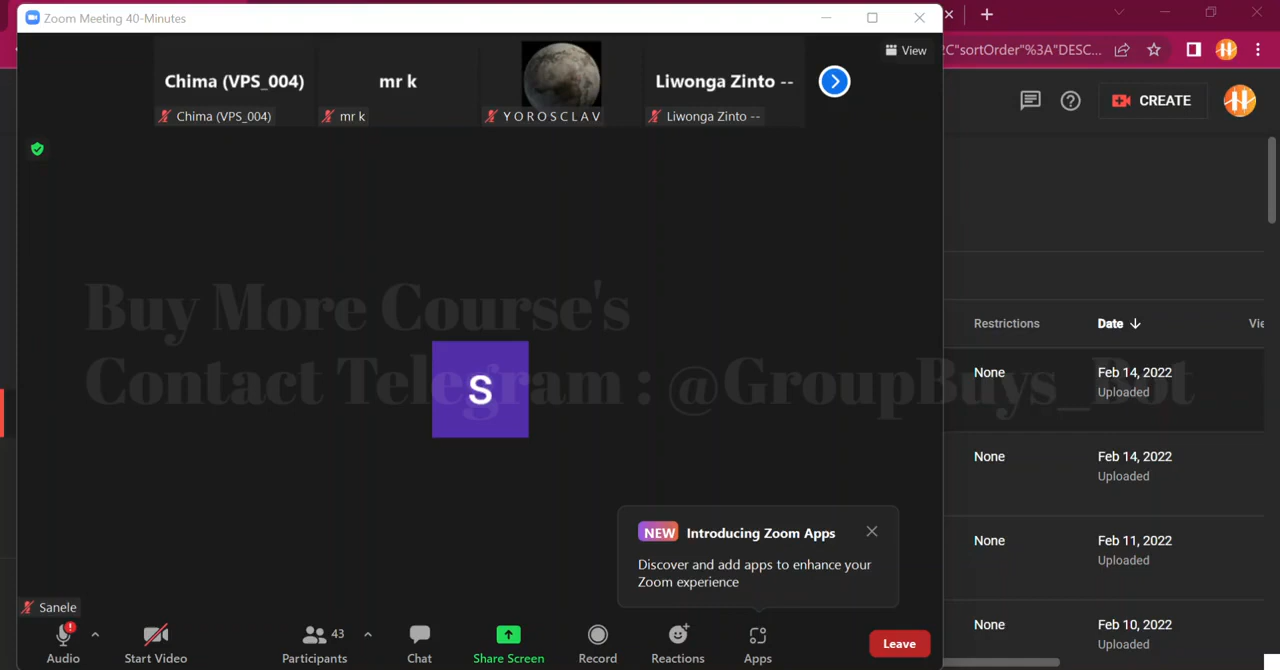 Zoom Meeting 40-Minutes
2C"sortOrder"%3A"DESC...
View
Chima (VPS_004)
mr k
Liwonga Zinto --
Chima (VPS_004)
mr k
Y O R O S C L A V
Liwonga Zinto --
CREATE
Buy More Course's
Contact Telegram : @GroupBuys_Bot
S
Restrictions
Date
Vie
None
Feb 14, 2022
Uploaded
None
Feb 14, 2022
Uploaded
None
Feb 11, 2022
Uploaded
None
Feb 10, 2022
Uploaded
NEW Introducing Zoom Apps
Discover and add apps to enhance your
Zoom experience
Sanele
43
Audio
Start Video
Participants
Chat
Share Screen
Record
Reactions
Apps
Leave